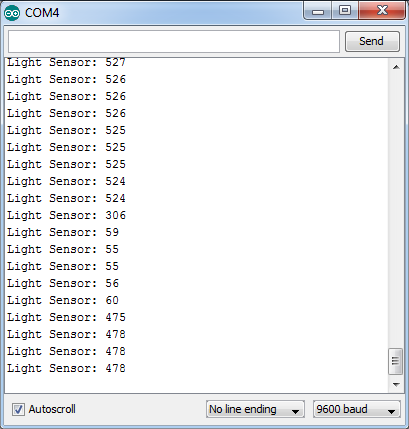 COM4
Send
Light Sensor: 527
Light Sensor: 526
Light Sensor: 526
Light Sensor: 526
Light Sensor: 525
Light Sensor: 525
Light Sensor: 525
Light Sensor: 524
Light Sensor: 524
Light Sensor: 306
Light Sensor: 59
Light Sensor: 55
Light Sensor: 55
Light Sensor: 56
Light Sensor: 60
Light Sensor: 475
Light Sensor: 478
Light Sensor: 478
Light Sensor: 478
Autoscroll No line ending 9600 baud